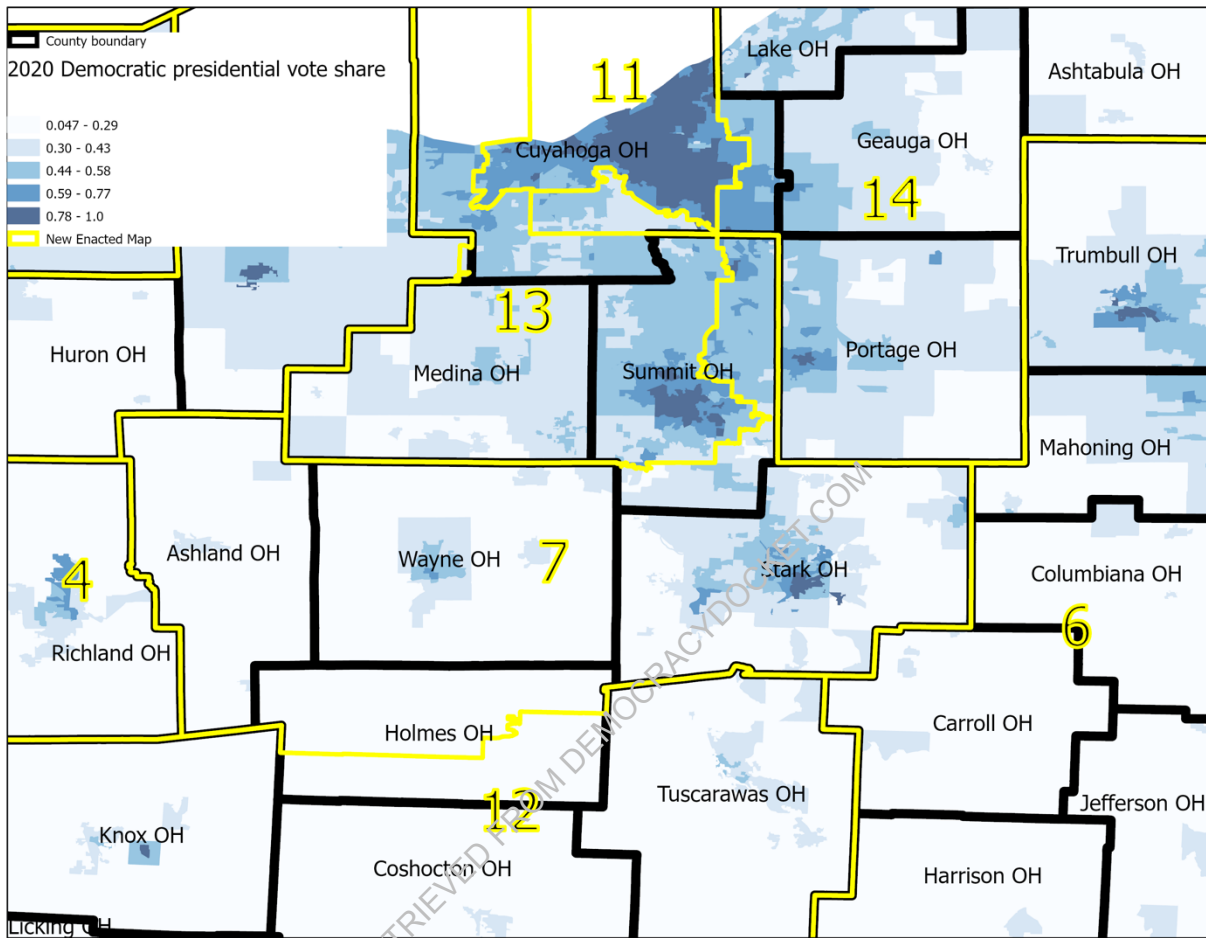 County boundary
2020 Democratic presidential vote share
0.047 - 0.29
0.30 - 0.43
0.44 - 0.58
0.59 - 0.77
0.78 - 1.0
New Enacted Map
11
Lake OH
Ashtabula OH
Cuyahoga OH
Geauga OH
14
Trumbull OH
13
Huron OH
Medina OH
Summit OH
Portage OH
Mahoning OH
Ashland OH
Wayne OH
7
Stark OH
4
Columbiana OH
6
Richland OH
Holmes OH
Carroll OH
12
Tuscarawas OH
Jefferson OH
Knox OH
Coshocton OH
Harrison OH
Licking OH
TRIEVED FROM DEMOCRACYDOCKET.COM